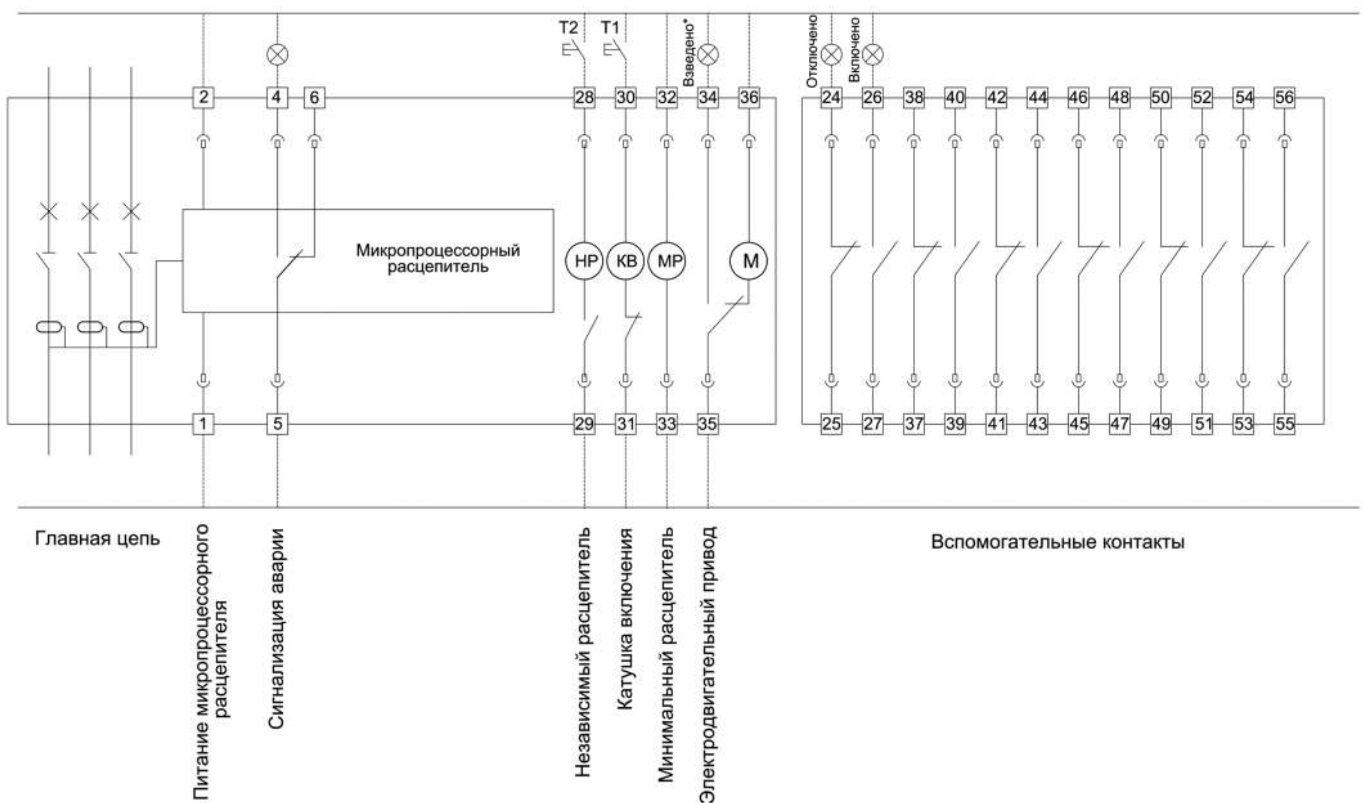 T2 T1 Взведено* Отключено Включено
2 4 6 28 30 32 34 36 24 26 38 40 42 44 46 48 50 52 54 56
Микропроцессорный
расцепитель
НР КВ МР М
1 5 29 31 33 35 25 27 37 39 41 43 45 47 49 51 53 55
Главная цепь
Питание микропроцессорного
расцепителя
Сигнализация аварии
Независимый расцепитель
Катушка включения
Минимальный расцепитель
Электродвигательный привод
Вспомогательные контакты